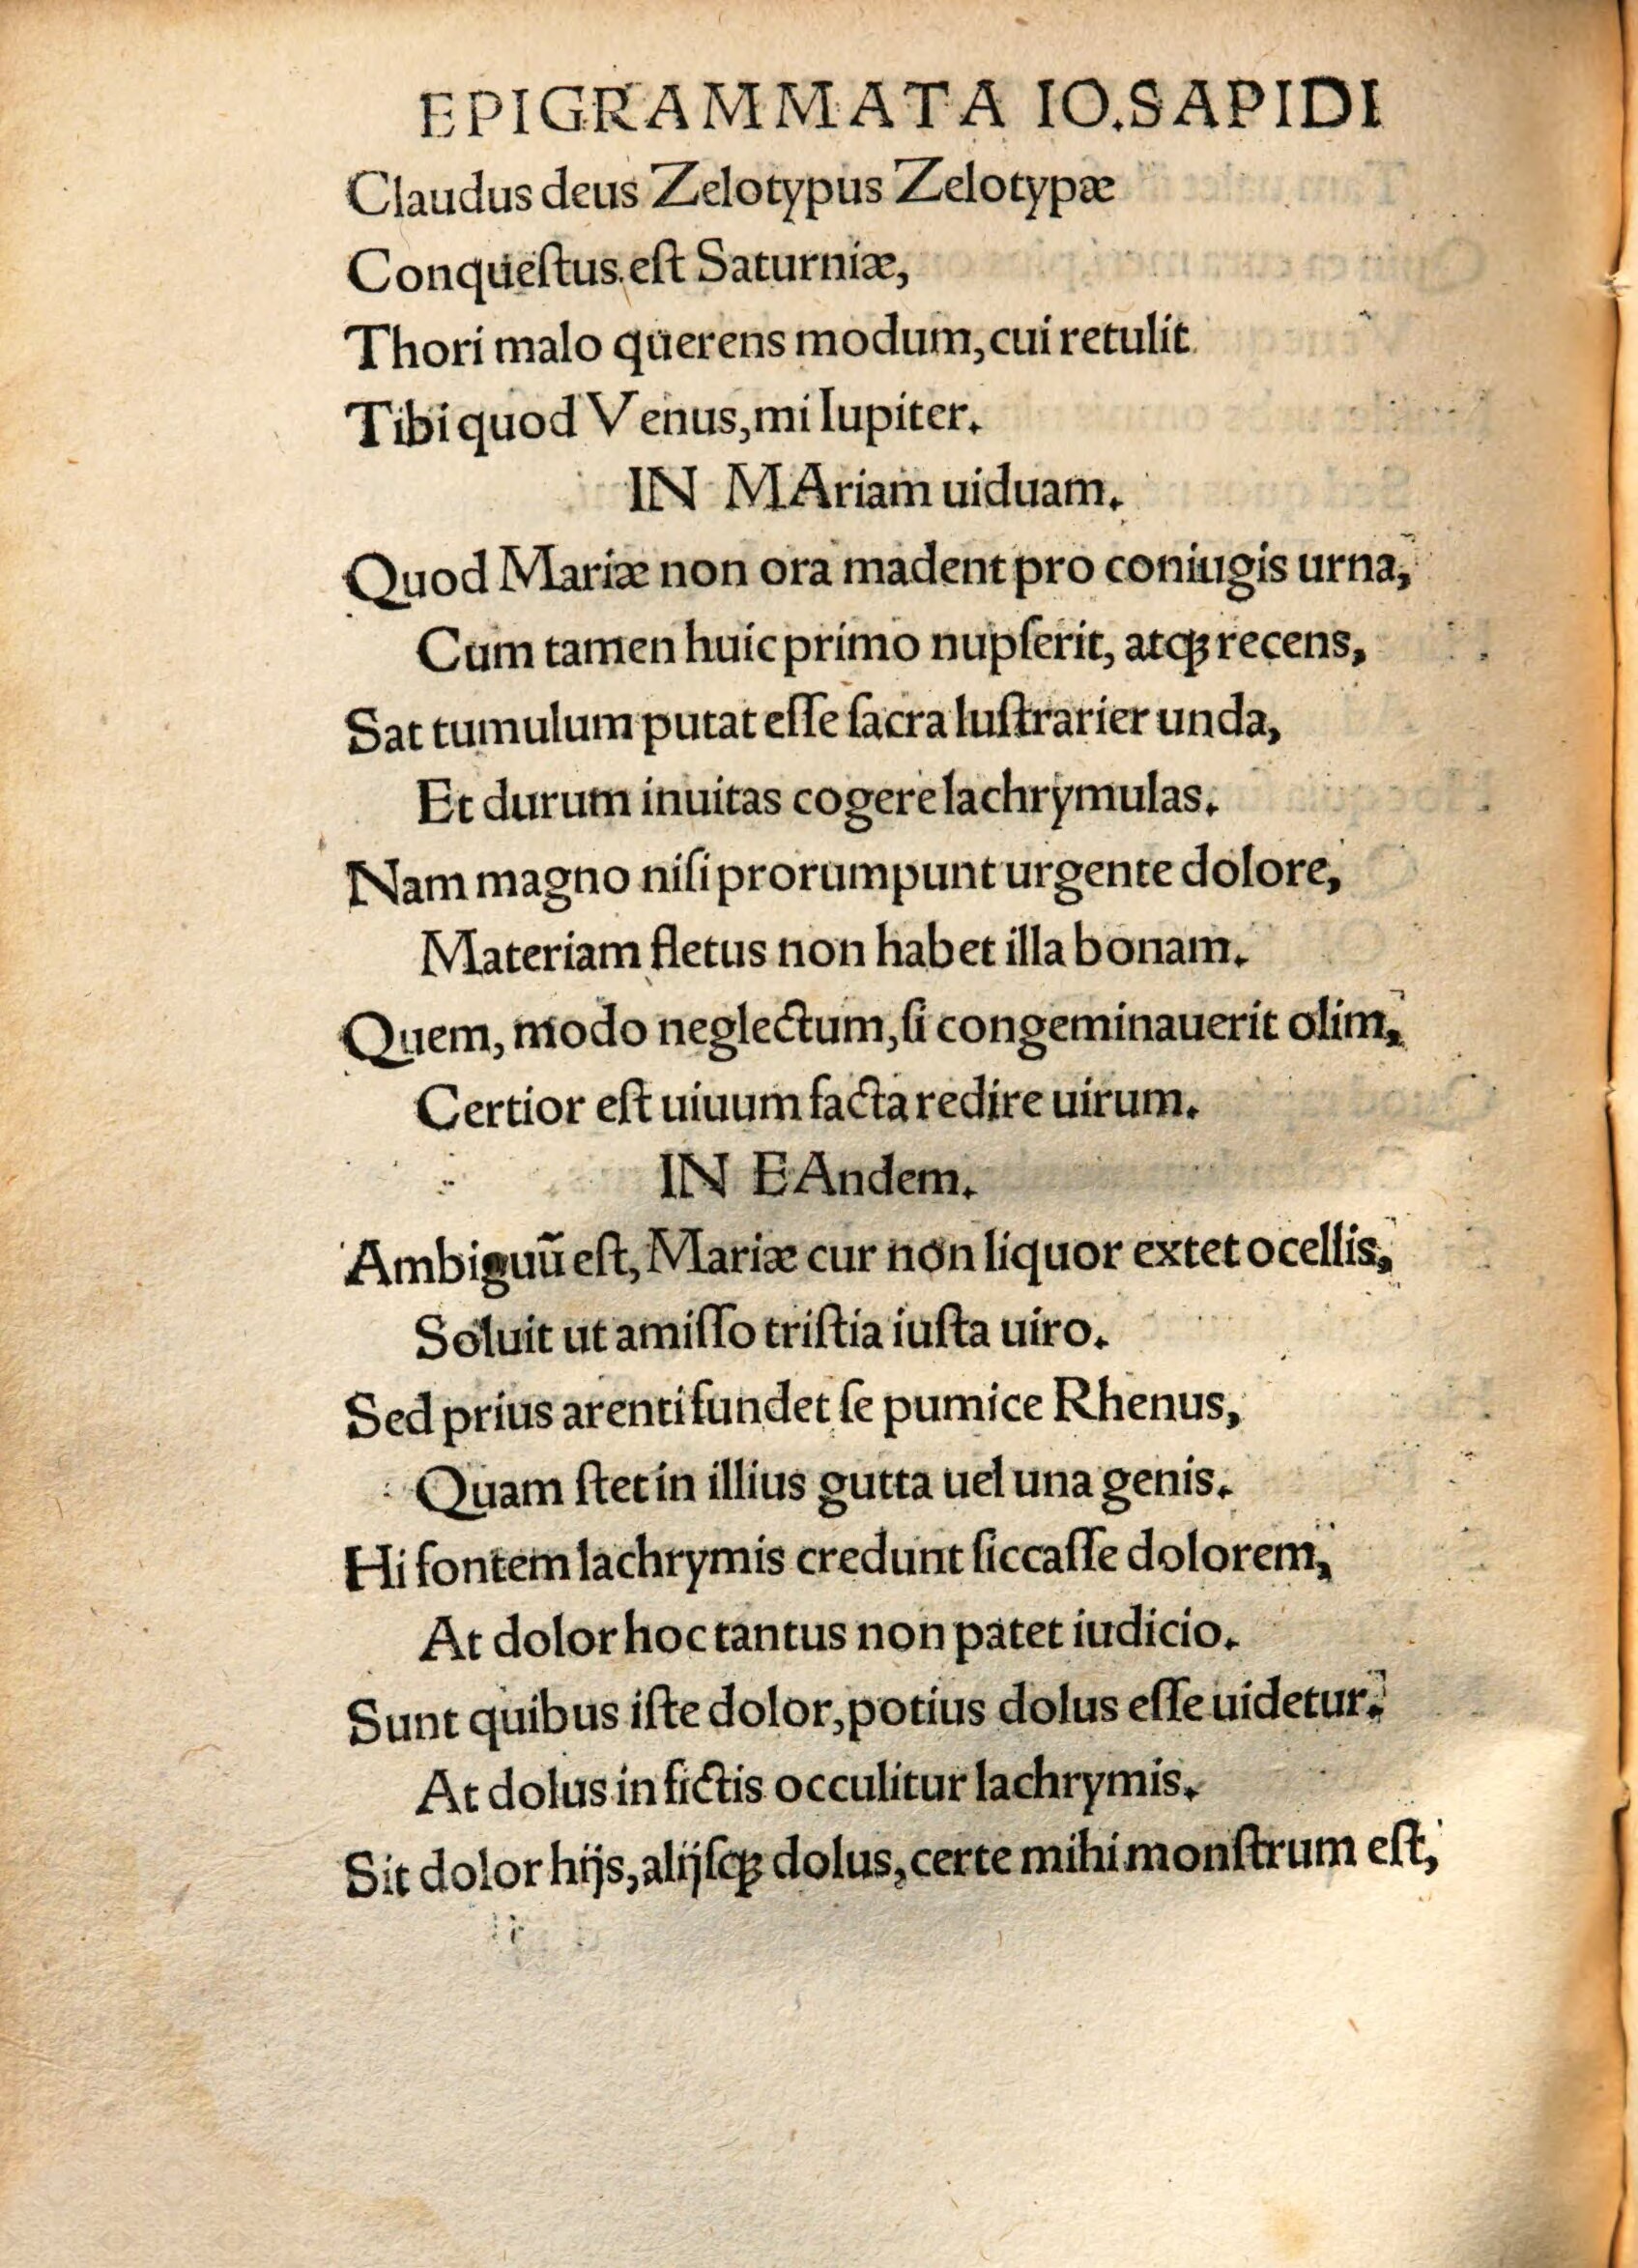 EPIGRAMMATA IO.SAPIDI
Claudus deus Zelotypus Zelotypæ
Conquestus est Saturniæ,
Thori malo querens modum, cui retulit
Tibi quod Venus, mi Iupiter.
IN MAriam uiduam.
Quod Mariæ non ora madent pro coniugis urna,
Cum tamen huic primo nupſerit, atqꝫ recens,
Sat tumulum putat eſſe ſacra luſtrarier unda,
Et durum inuitas cogere lachrymulas.
Nam magno niſi prorumpunt urgente dolore,
Materiam fletus non habet illa bonam.
Quem, modo neglectum, ſi congeminauerit olim,
Certior eſt uiuum facta redire uirum.
IN EAndem.
Ambiguũ eſt, Mariæ cur non liquor extet ocellis,
Soluit ut amiſſo triſtia iuſta uiro.
Sed prius arenti fundet ſe pumice Rhenus,
Quam ſtet in illius gutta uel una genis.
Hi fontem lachrymis credunt ſiccaſſe dolorem,
At dolor hoc tantus non patet iudicio.
Sunt quibus iſte dolor, potius dolus eſſe uidetur.
At dolus in fictis occulitur lachrymis.
Sit dolor hijs, alijſqꝫ dolus, certe mihi monſtrum eſt,